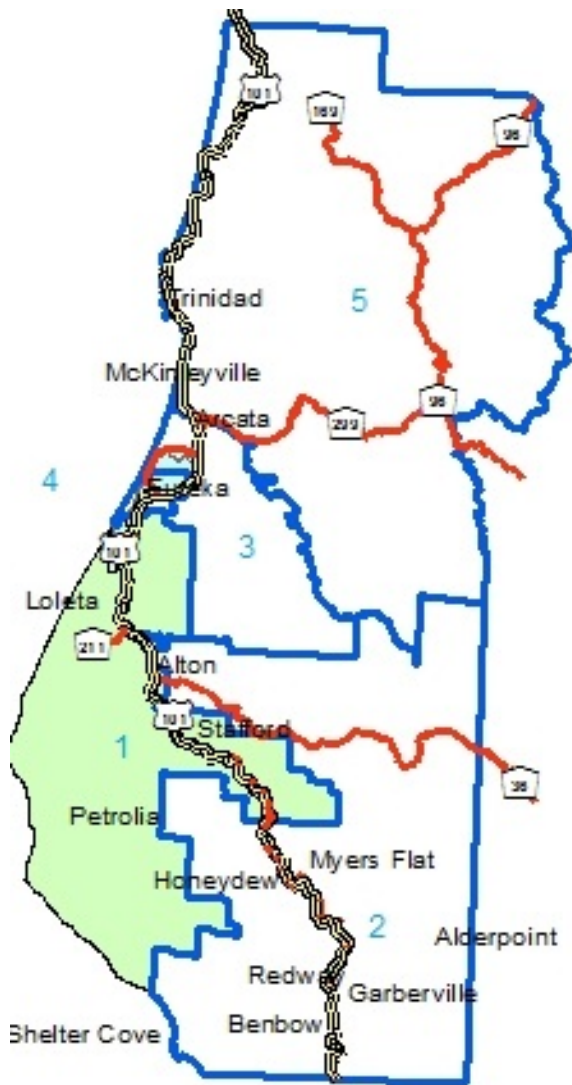 101
169
96
Trinidad
5
McKinleyville
96
Arcata
299
4
Eureka
101
3
Loleta
211
Alton
101
Stafford
1
36
Petrolia
Myers Flat
Honeydew
2
Alderpoint
Redway
Garberville
Benbow
Shelter Cove